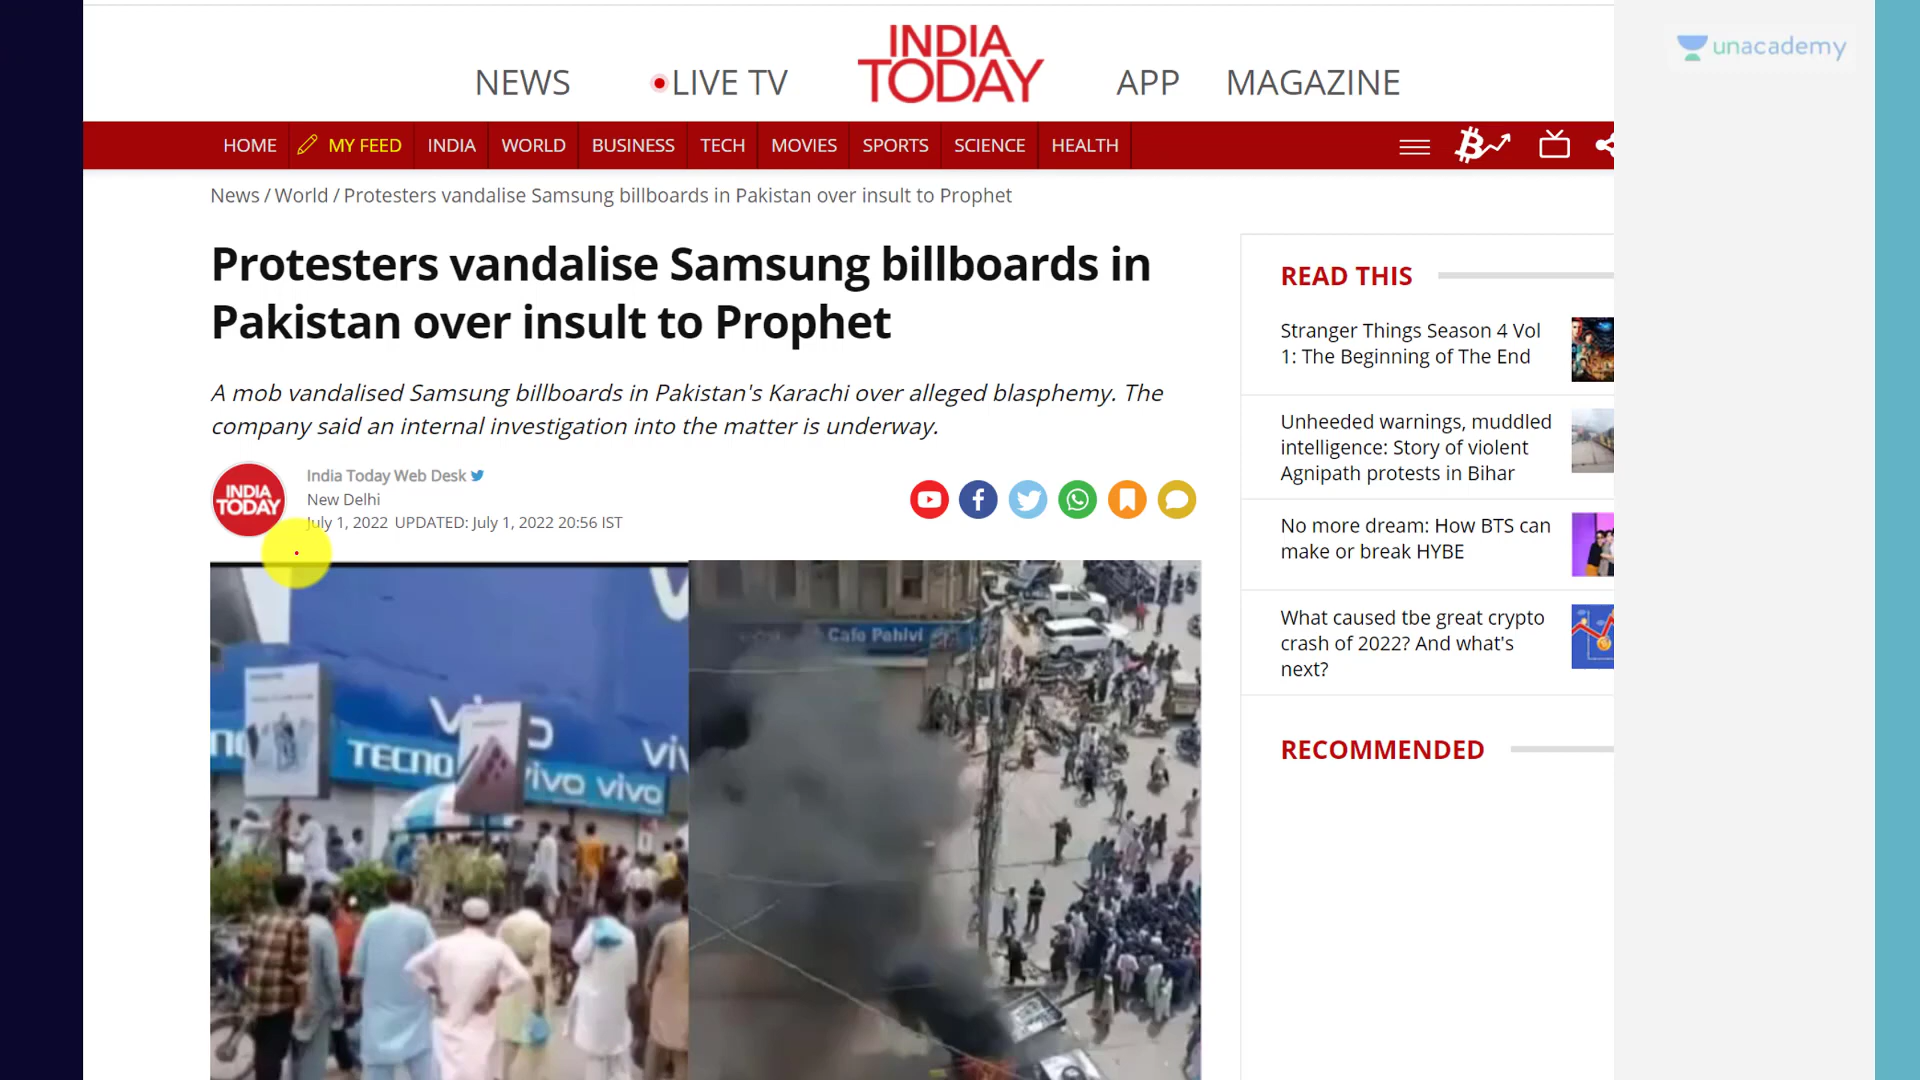 unacademy
INDIA
TODAY
NEWS
LIVE TV
APP
MAGAZINE
HOME
MY FEED
INDIA
WORLD
BUSINESS
TECH
MOVIES
SPORTS
SCIENCE
HEALTH
News / World / Protesters vandalise Samsung billboards in Pakistan over insult to Prophet
Protesters vandalise Samsung billboards in
Pakistan over insult to Prophet
A mob vandalised Samsung billboards in Pakistan's Karachi over alleged blasphemy. The
company said an internal investigation into the matter is underway.
INDIA
TODAY
India Today Web Desk
New Delhi
July 1, 2022 UPDATED: July 1, 2022 20:56 IST
vivo
TECNO
vivo vivo
vi
Cafe Pehlvi
READ THIS
Stranger Things Season 4 Vol
1: The Beginning of The End
Unheeded warnings, muddled
intelligence: Story of violent
Agnipath protests in Bihar
No more dream: How BTS can
make or break HYBE
What caused tbe great crypto
crash of 2022? And what's
next?
RECOMMENDED